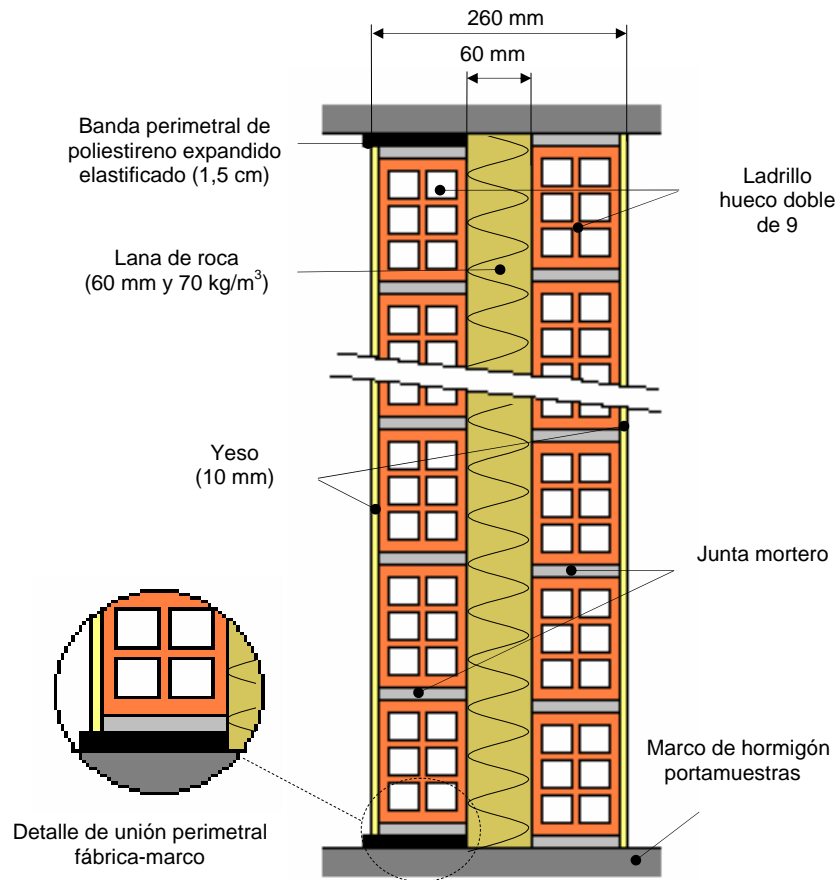 260 mm
60 mm
Banda perimetral de
poliestireno expandido
elastificado (1,5 cm)
Ladrillo
hueco doble
de 9
Lana de roca
(60 mm y 70 kg/m³)
Yeso
(10 mm)
Junta mortero
Marco de hormigón
portamuestras
Detalle de unión perimetral
fábrica-marco